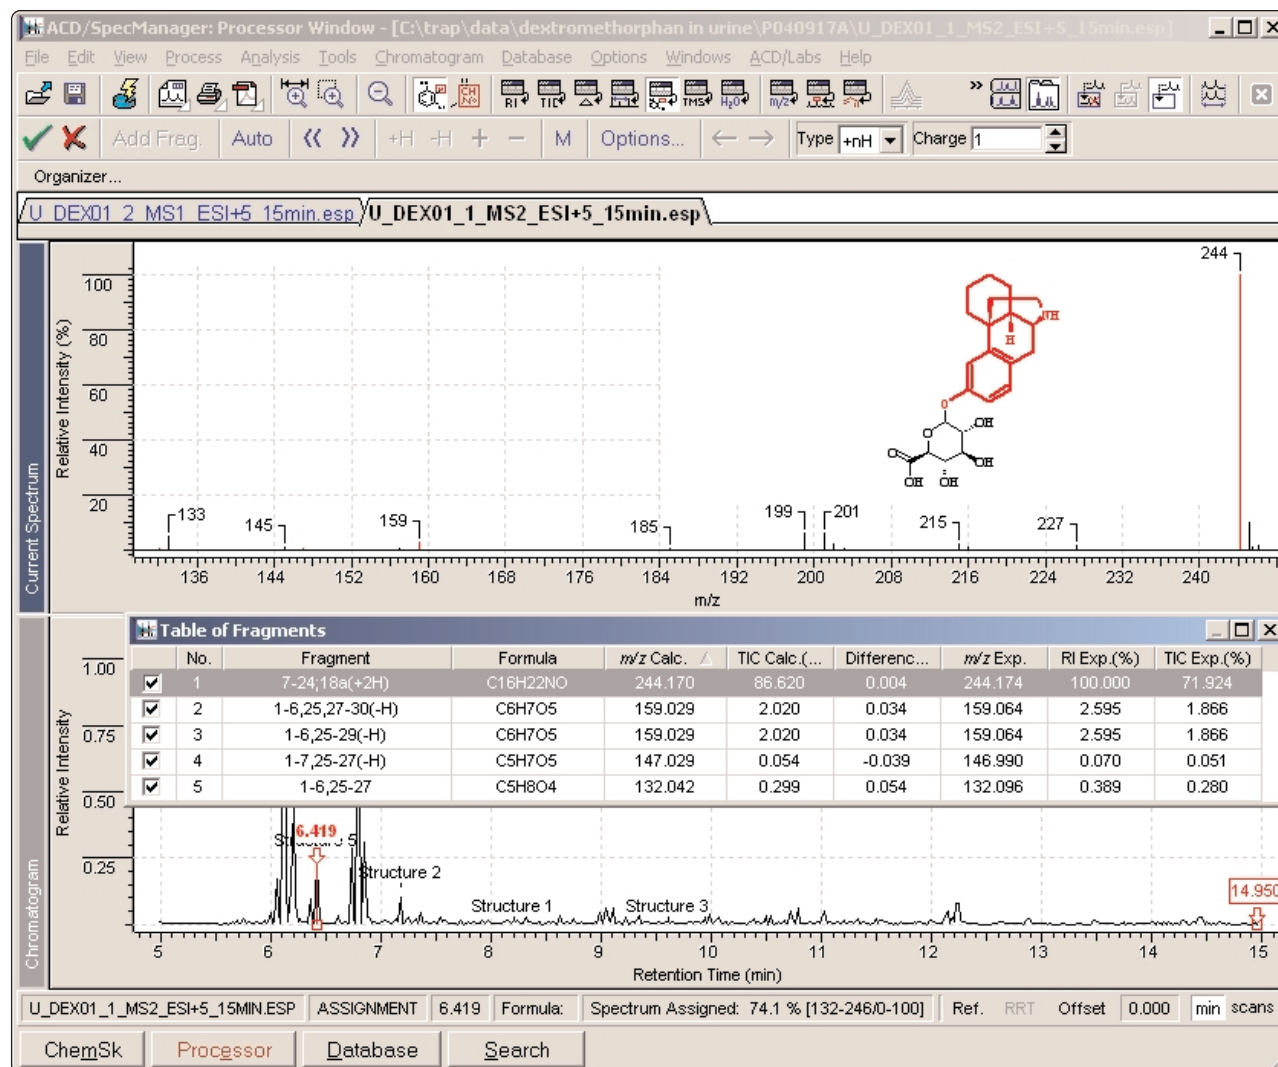 ACD/SpecManager: Processor Window - [C:\trap\data\dextromethorphan in urine\P040917A\U_DEX01_1_MS2_ESI+5_15min.esp]
File Edit View Process Analysis Tools Chromatogram Database Options Windows ACD/Labs Help
RI TIC TMS H₂O m/z
Add Frag. Auto +H -H + − M Options... Type +nH Charge 1
Organizer...
U_DEX01_2_MS1_ESI+5_15min.esp U_DEX01_1_MS2_ESI+5_15min.esp
Current Spectrum
Relative Intensity (%)
100
80
60
40
20
244
133 145 159 185 199 201 215 227
NH
H
O
O OH
O OH
OH OH
136 144 152 160 168 176 184 192 200 208 216 224 232 240
m/z
Table of Fragments
No. Fragment Formula m/z Calc. TIC Calc.(... Differenc... m/z Exp. RI Exp.(%) TIC Exp.(%)
1 7-24;18a(+2H) C16H22NO 244.170 86.620 0.004 244.174 100.000 71.924
2 1-6,25,27-30(-H) C6H7O5 159.029 2.020 0.034 159.064 2.595 1.866
3 1-6,25-29(-H) C6H7O5 159.029 2.020 0.034 159.064 2.595 1.866
4 1-7,25-27(-H) C5H7O5 147.029 0.054 -0.039 146.990 0.070 0.051
5 1-6,25-27 C5H8O4 132.042 0.299 0.054 132.096 0.389 0.280
Chromatogram
Relative Intensity
1.00
0.75
0.50
0.25
6.419
Structure 5
Structure 2
Structure 1
Structure 3
14.950
5 6 7 8 9 10 11 12 13 14 15
Retention Time (min)
U_DEX01_1_MS2_ESI+5_15MIN.ESP ASSIGNMENT 6.419 Formula: Spectrum Assigned: 74.1 % [132-246/0-100] Ref. RRT Offset 0.000 min scans
ChemSk Processor Database Search